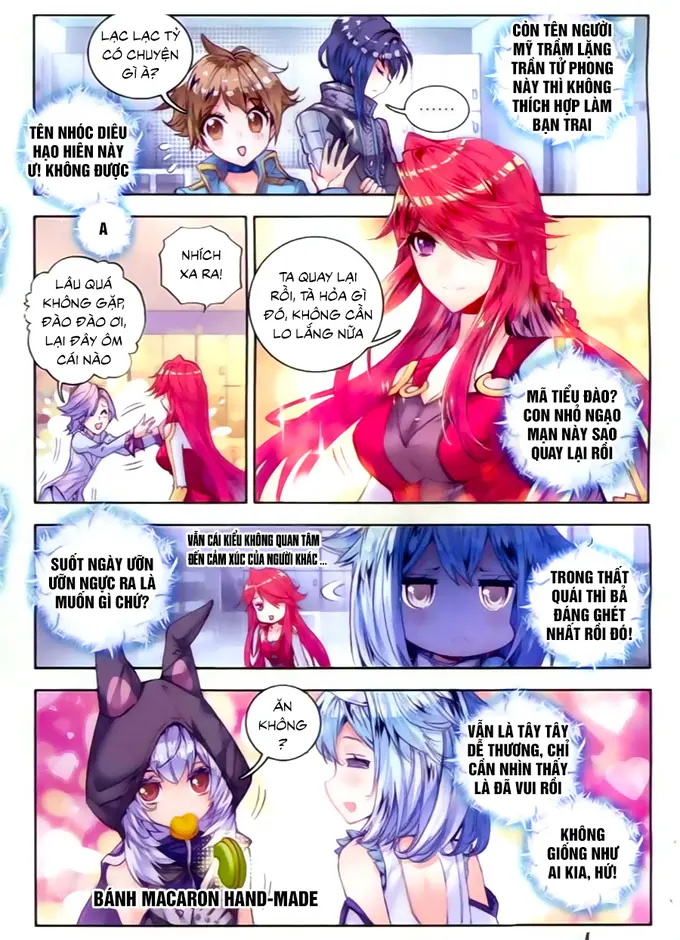 LẠC LẠC TỶ
CÓ CHUYỆN
GÌ À?
......
CÒN TÊN NGƯỜI
MỸ TRẦM LẶNG
TRẦN TỬ PHONG
NÀY THÌ KHÔNG
THÍCH HỢP LÀM
BẠN TRAI
TÊN NHÓC DIÊU
HẠO HIÊN NÀY
Ư! KHÔNG ĐƯỢC
A
NHÍCH
XA RA!
LÂU QUÁ
KHÔNG GẶP,
ĐÀO ĐÀO ƠI,
LẠI ĐÂY ÔM
CÁI NÀO
TA QUAY LẠI
RỒI, TÀ HỎA GÌ
ĐÓ, KHÔNG CẦN
LO LẮNG NỮA
MÃ TIỂU ĐÀO?
CON NHỎ NGẠO
MẠN NÀY SAO
QUAY LẠI RỒI
SUỐT NGÀY ƯỠN
ƯỠN NGỰC RA LÀ
MUỐN GÌ CHỨ?
VẪN CÁI KIỂU KHÔNG QUAN TÂM
ĐẾN CẢM XÚC CỦA NGƯỜI KHÁC ...
TRONG THẤT
QUÁI THÌ BẢ
ĐÁNG GHÉT
NHẤT RỒI ĐÓ!
ĂN
KHÔNG
?
VẪN LÀ TÂY TÂY
DỄ THƯƠNG, CHỈ
CẦN NHÌN THẤY
LÀ ĐÃ VUI RỒI
KHÔNG
GIỐNG NHƯ
AI KIA, HỨ!
BÁNH MACARON HAND-MADE